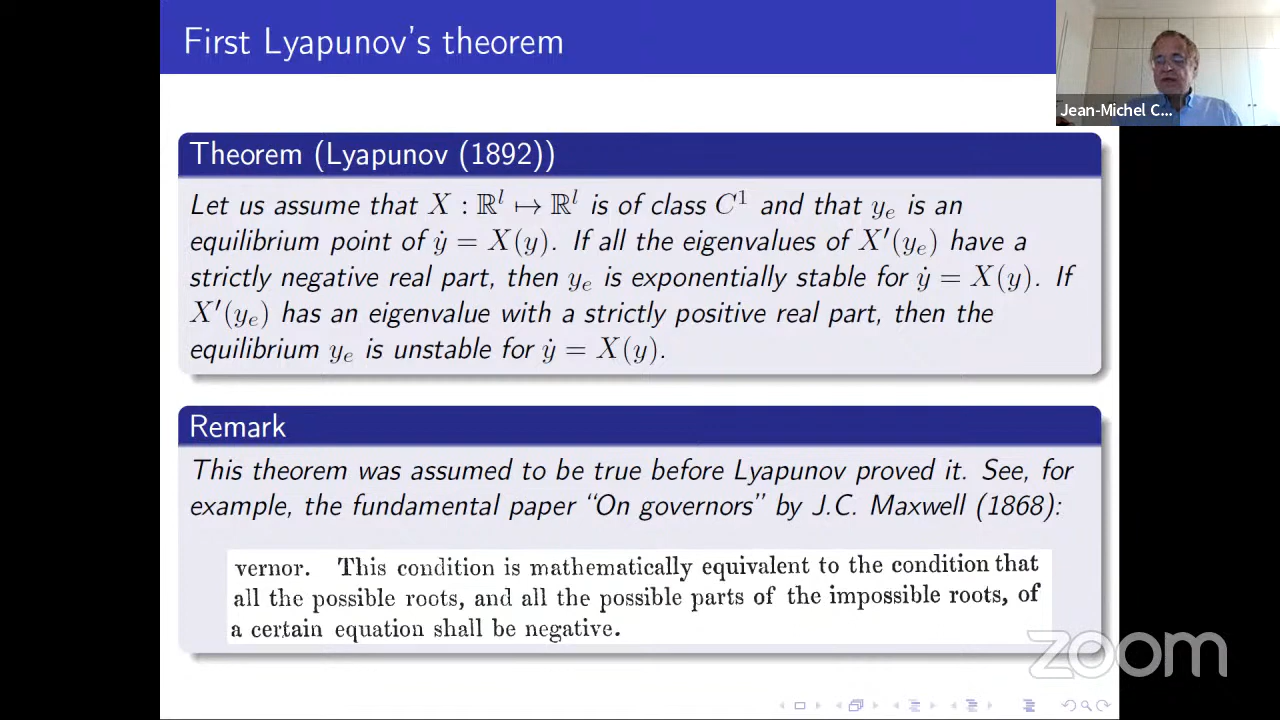 First Lyapunov's theorem
Jean-Michel C...
Theorem (Lyapunov (1892))
Let us assume that X : ℝˡ ↦ ℝˡ is of class C¹ and that yₑ is an
equilibrium point of ẏ = X(y). If all the eigenvalues of X′(yₑ) have a
strictly negative real part, then yₑ is exponentially stable for ẏ = X(y). If
X′(yₑ) has an eigenvalue with a strictly positive real part, then the
equilibrium yₑ is unstable for ẏ = X(y).
Remark
This theorem was assumed to be true before Lyapunov proved it. See, for
example, the fundamental paper “On governors” by J.C. Maxwell (1868):
vernor. This condition is mathematically equivalent to the condition that
all the possible roots, and all the possible parts of the impossible roots, of
a certain equation shall be negative.
zoom